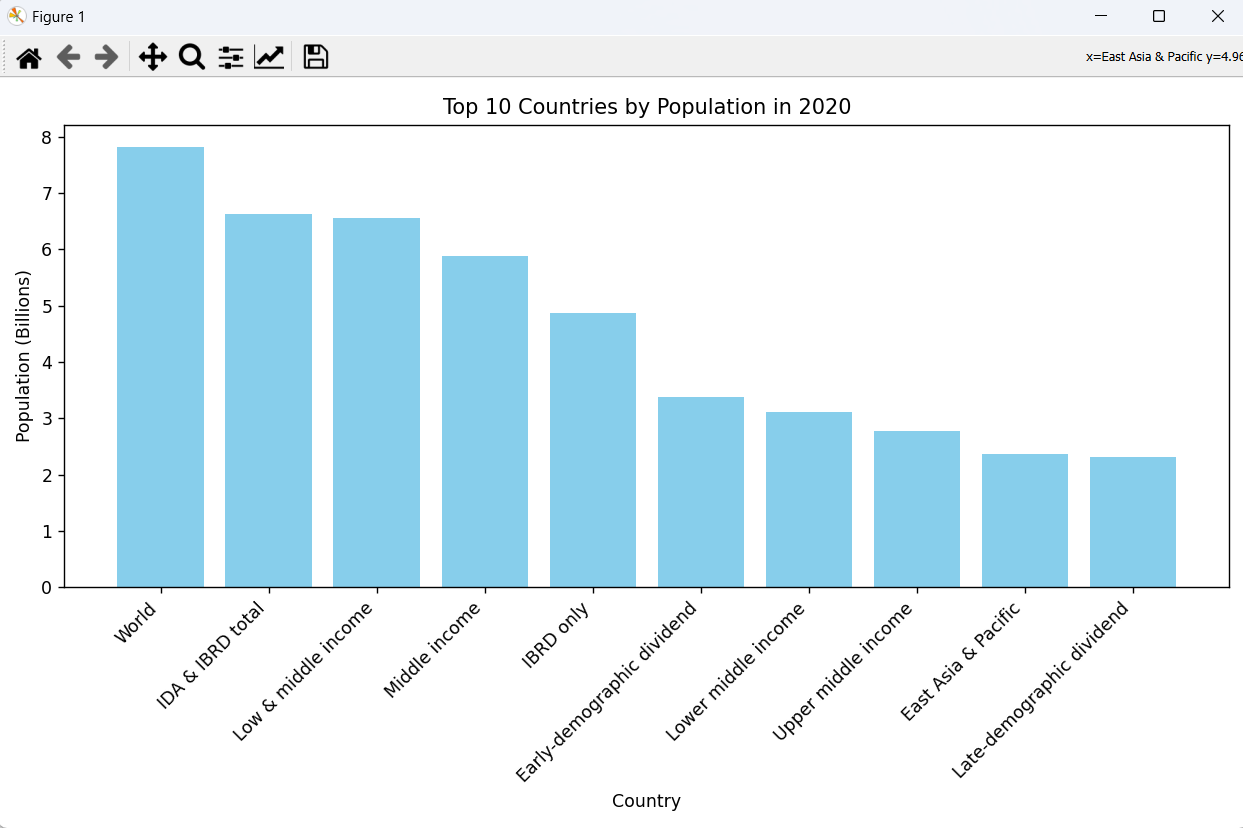 Figure 1
x=East Asia & Pacific y=4.96
Top 10 Countries by Population in 2020
Population (Billions)
8
7
6
5
4
3
2
1
0
World
IDA & IBRD total
Low & middle income
Middle income
IBRD only
Early-demographic dividend
Lower middle income
Upper middle income
East Asia & Pacific
Late-demographic dividend
Country